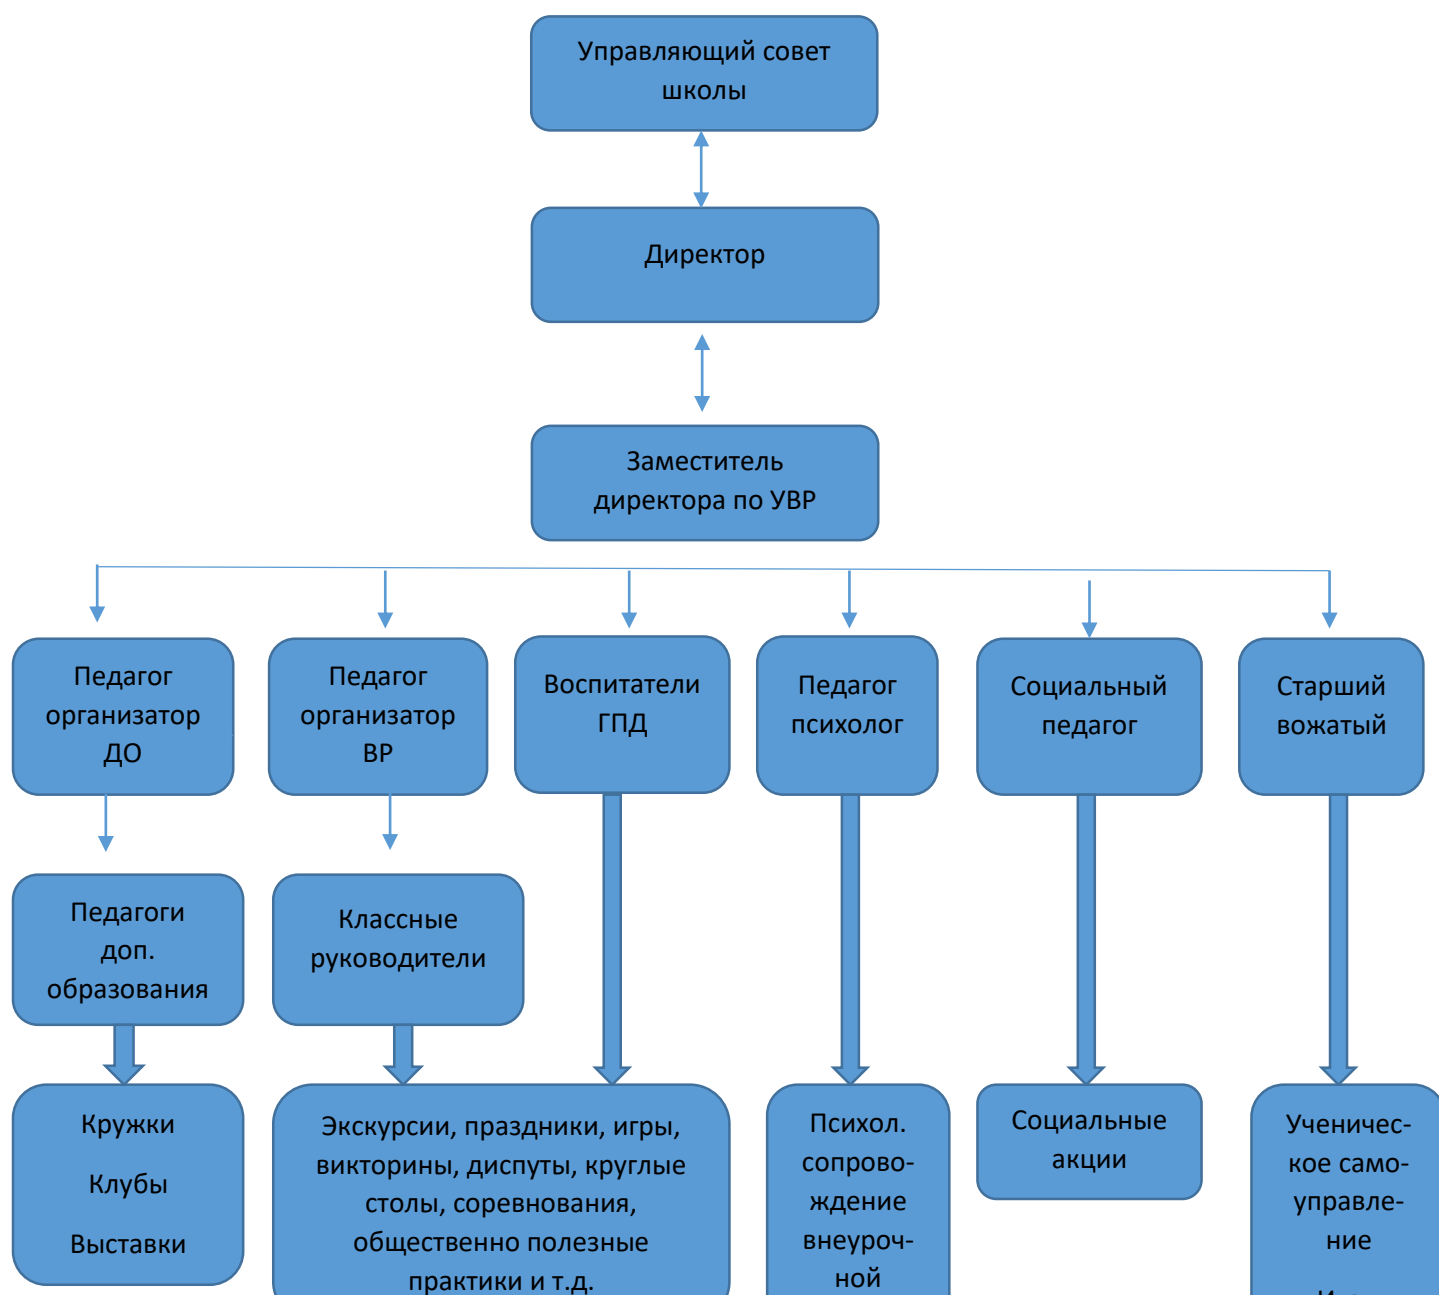 Управляющий совет
школы
Директор
Заместитель
директора по УВР
Педагог
организатор
ДО
Педагог
организатор
ВР
Воспитатели
ГПД
Педагог
психолог
Социальный
педагог
Старший
вожатый
Педагоги
доп.
образования
Классные
руководители
Кружки
Клубы
Выставки
Экскурсии, праздники, игры,
викторины, диспуты, круглые
столы, соревнования,
общественно полезные
практики и т.д.
Психол.
сопрово-
ждение
внеуроч-
ной
Социальные
акции
Ученичес-
кое само-
управле-
ние